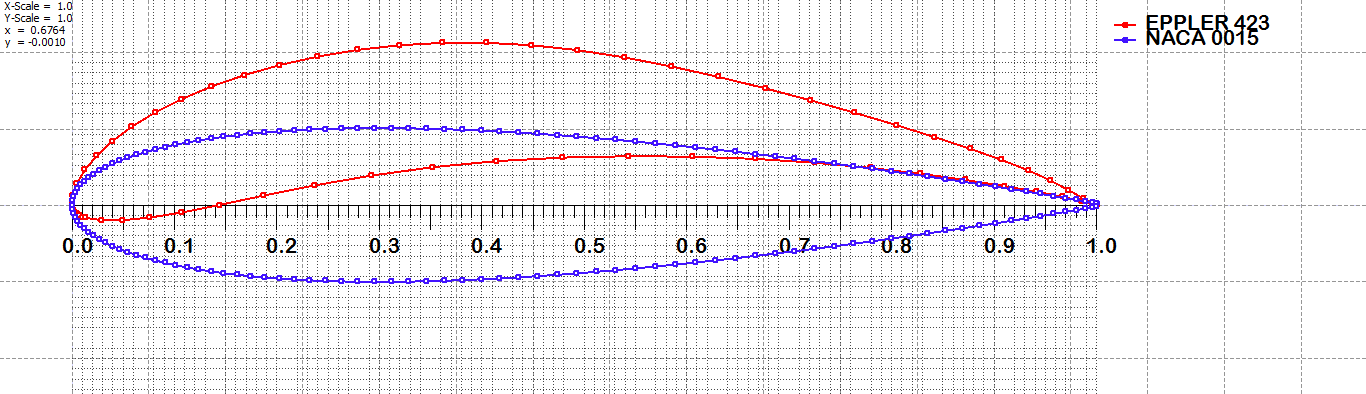 X-Scale = 1.0
Y-Scale = 1.0
x = 0.6764
y = -0.0010
EPPLER 423
NACA 0015
0.0 0.1 0.2 0.3 0.4 0.5 0.6 0.7 0.8 0.9 1.0